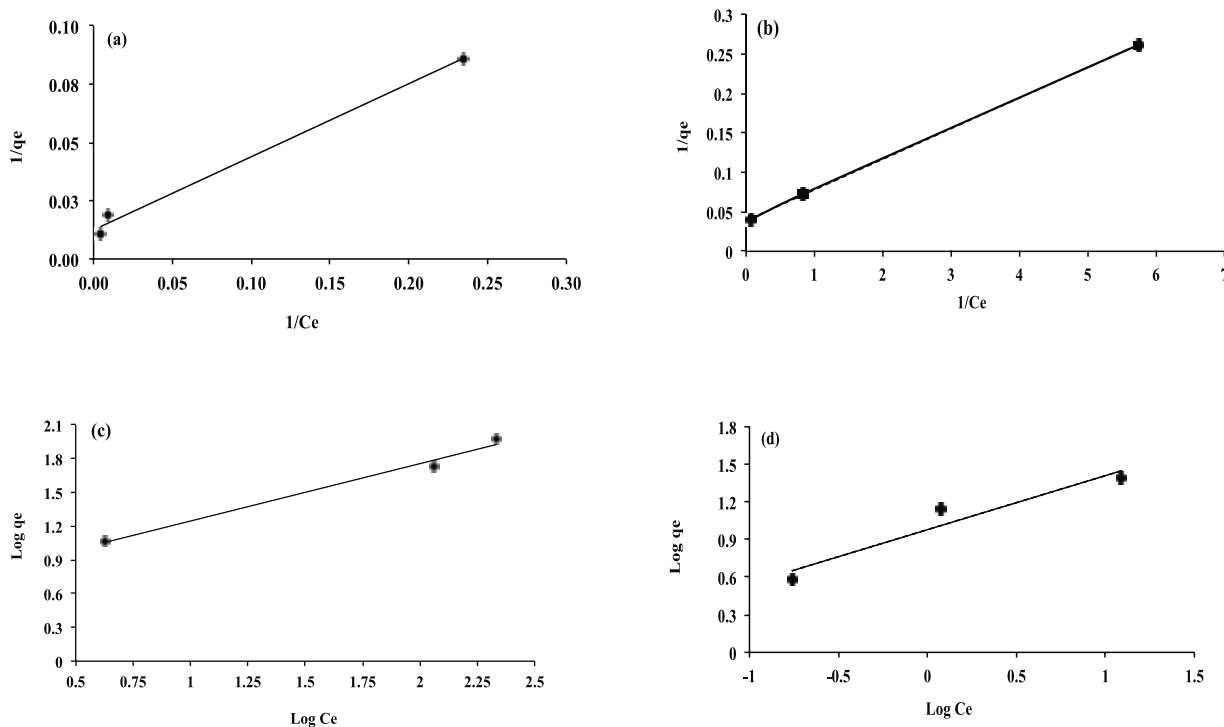 (a)
0.10
0.08
0.05
0.03
0.00
1/qe
0.00 0.05 0.10 0.15 0.20 0.25 0.30
1/Ce
(b)
0.3
0.25
0.2
0.15
0.1
0.05
0
1/qe
0 1 2 3 4 5 6 7
1/Ce
(c)
2.1
1.8
1.5
1.2
0.9
0.6
0.3
0
Log qe
0.5 0.75 1 1.25 1.5 1.75 2 2.25 2.5
Log Ce
(d)
1.8
1.5
1.2
0.9
0.6
0.3
0
Log qe
-1 -0.5 0 0.5 1 1.5
Log Ce